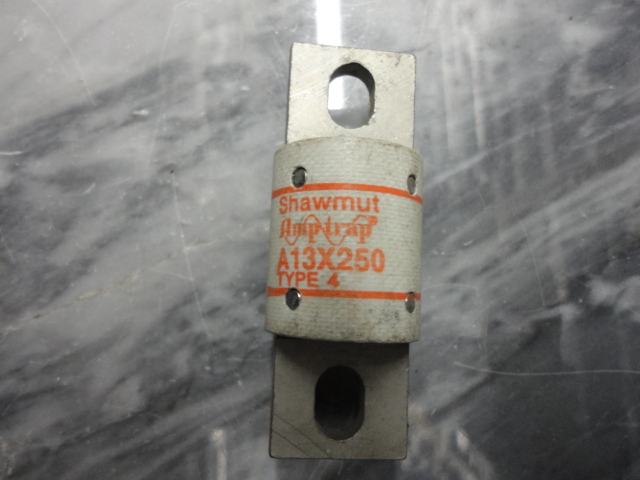 Shawmut
Amp-trap®
A13X250
TYPE 4